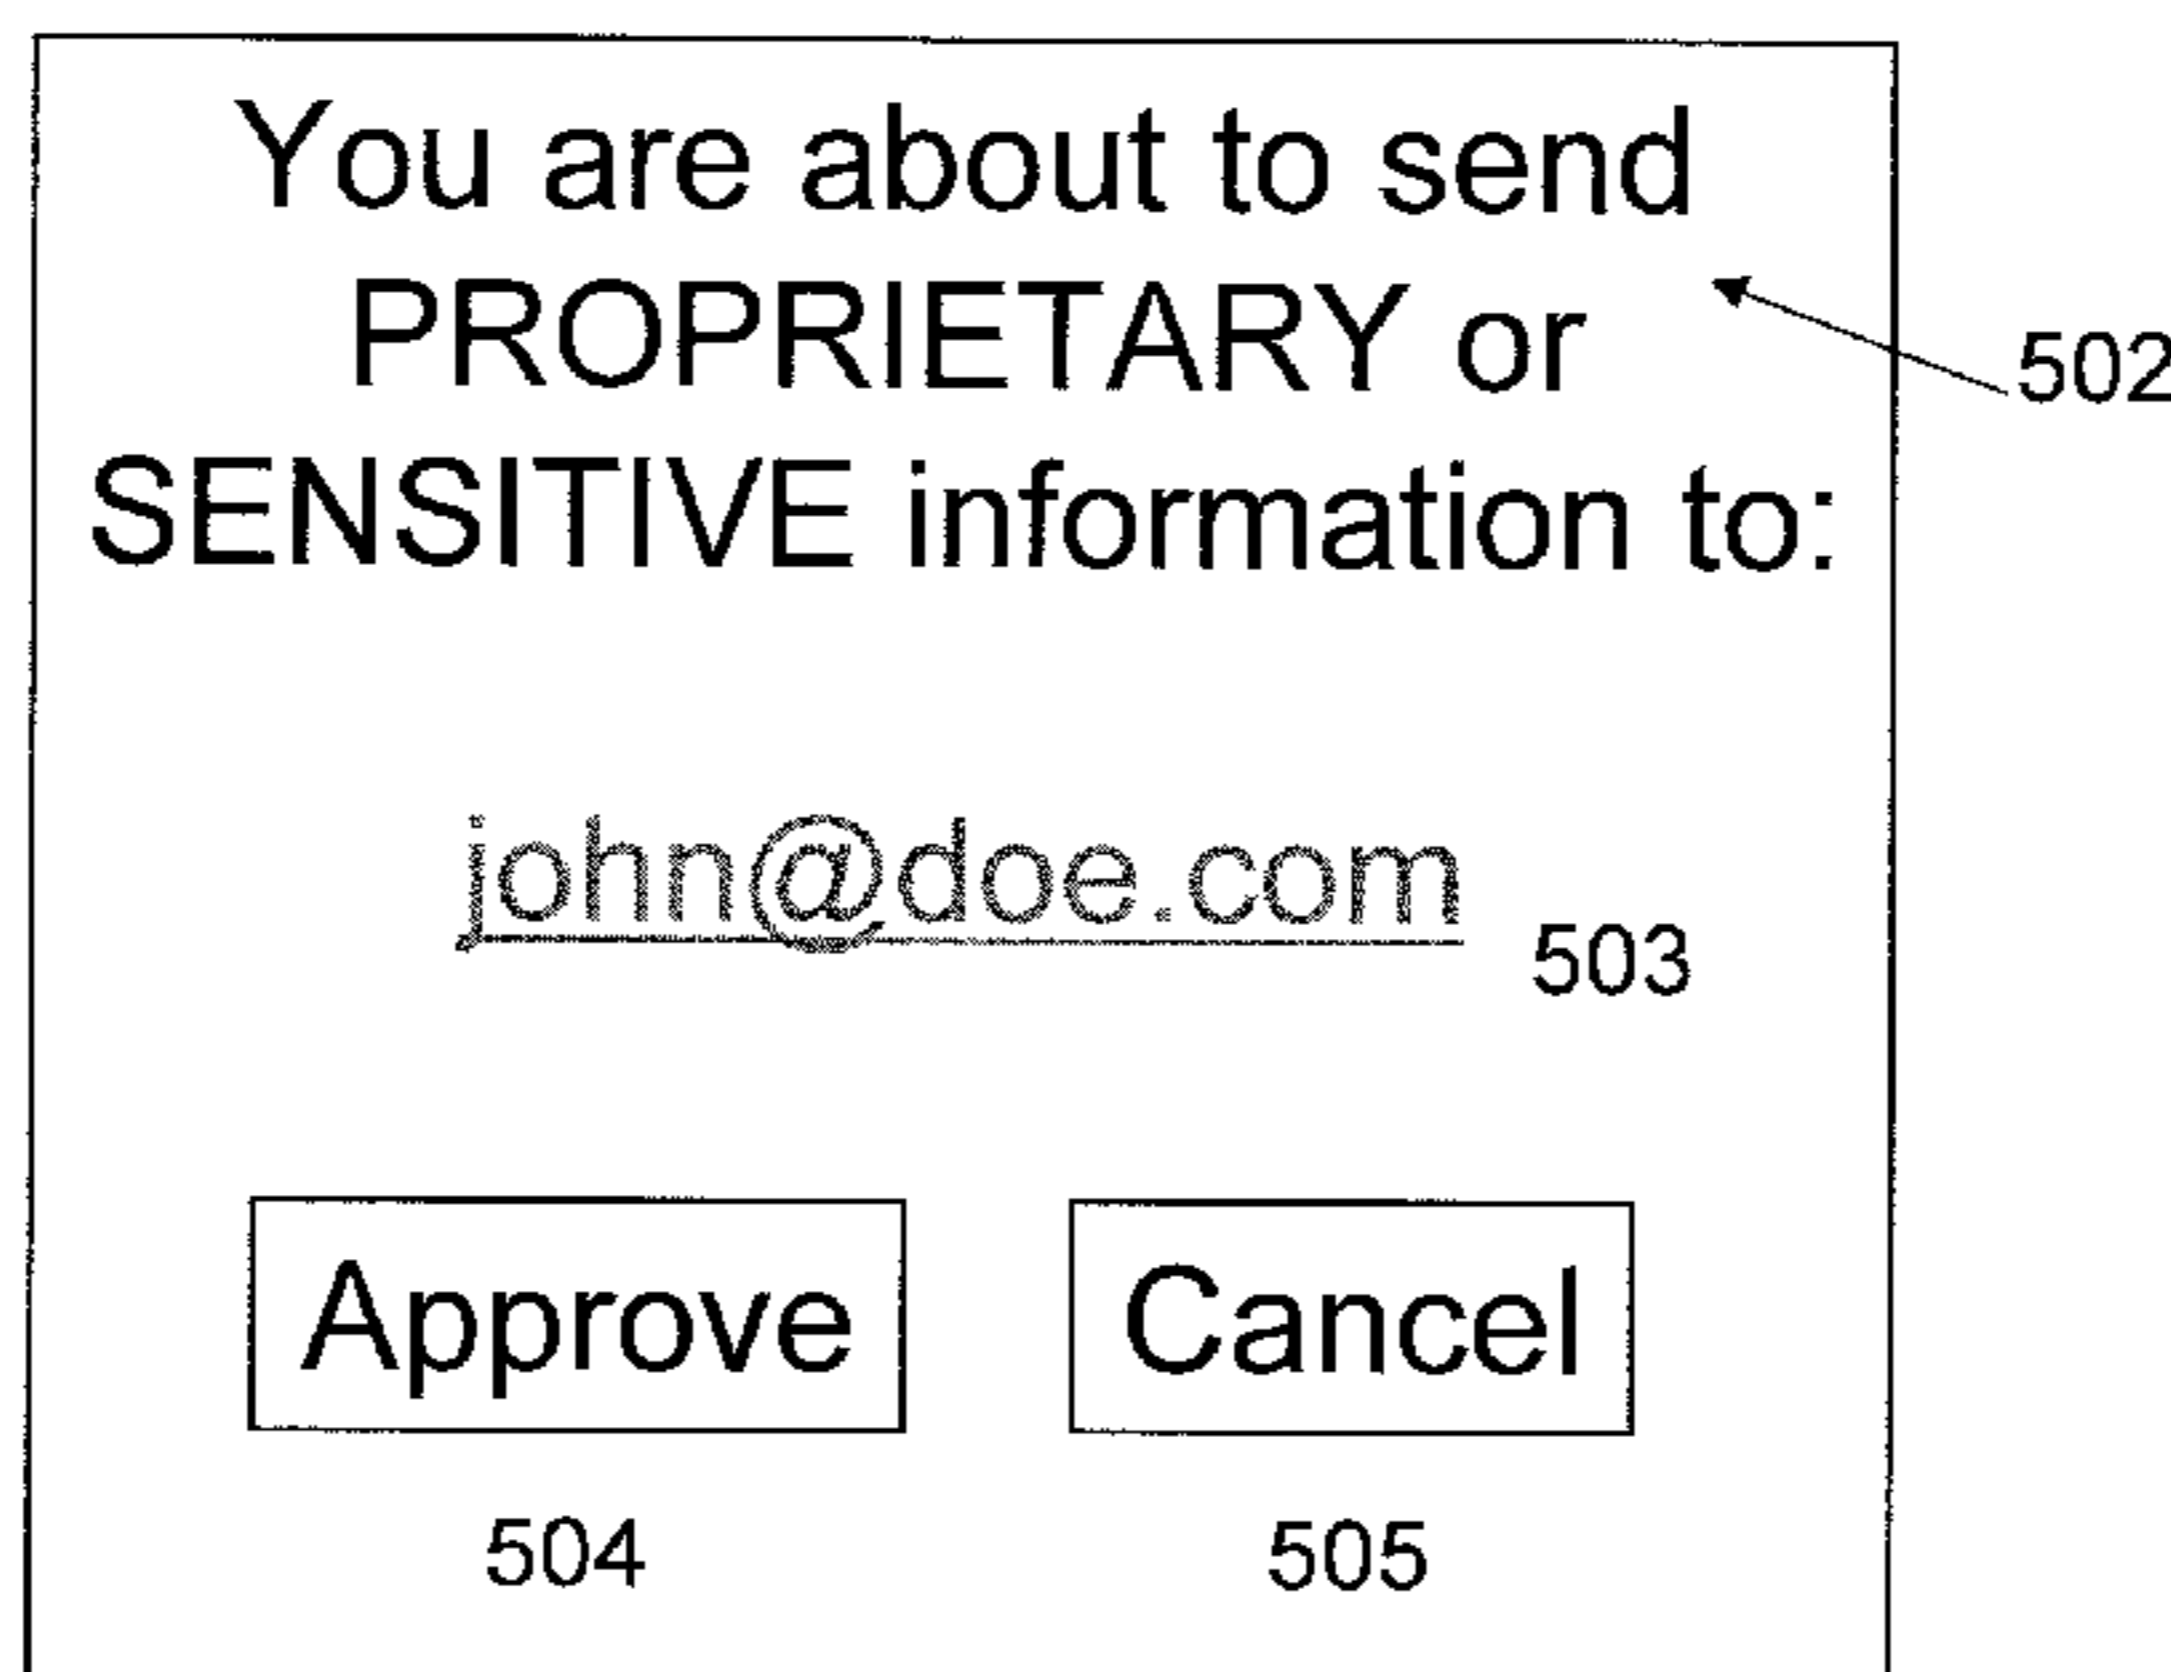 You are about to send
PROPRIETARY or
502
SENSITIVE information to:
john@doe.com
503
Approve Cancel
504 505